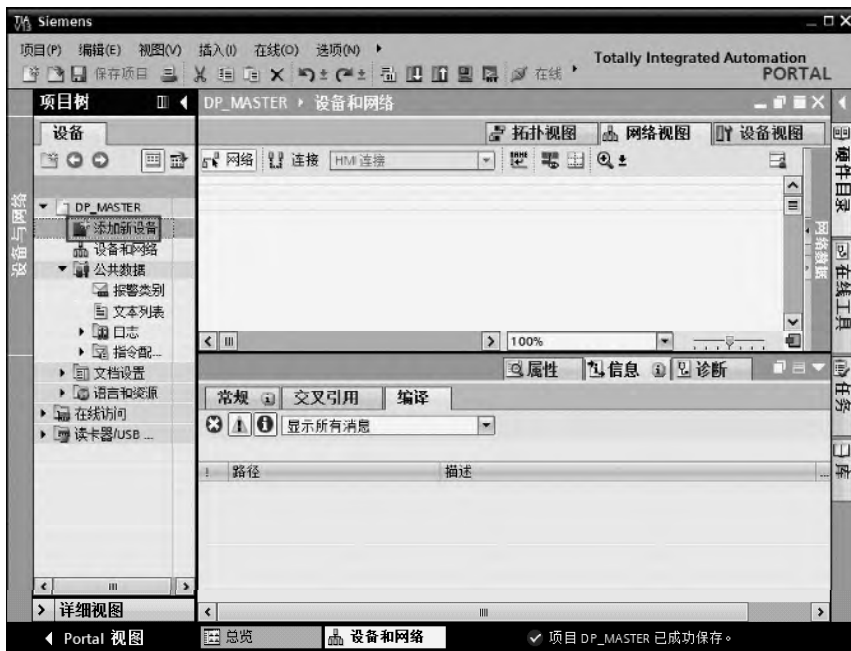 Siemens
项目(P) 编辑(E) 视图(V) 插入(I) 在线(O) 选项(N)
Totally Integrated Automation
PORTAL
保存项目 在线
项目树
DP_MASTER 设备和网络
设备
拓扑视图 网络视图 设备视图
网络 连接 HMI 连接
DP_MASTER
添加新设备
设备和网络
公共数据
报警类别
文本列表
日志
指令配...
文档设置
语言和资源
在线访问
读卡器/USB ...
设备与网络
网络数据
100%
属性 信息 诊断
常规 交叉引用 编译
显示所有消息
! 路径 描述 ...
硬件目录
在线工具
任务
库
详细视图
Portal 视图
总览
设备和网络
项目 DP_MASTER 已成功保存。